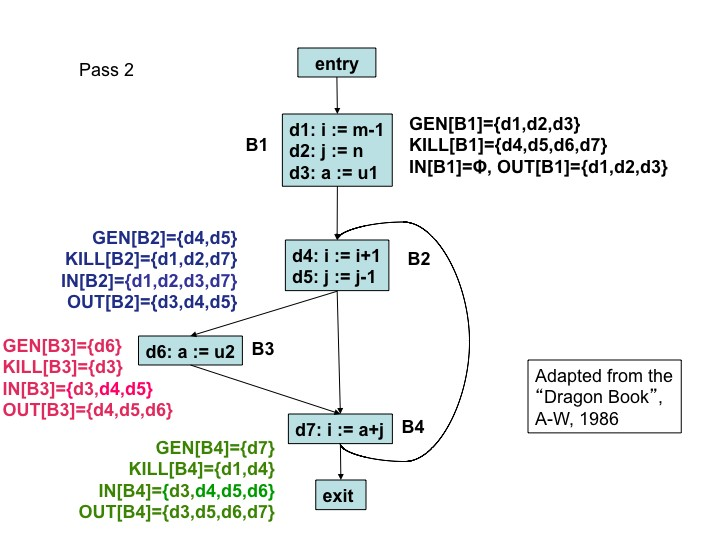 Pass 2
entry
B1
d1: i := m-1
d2: j := n
d3: a := u1
GEN[B1]={d1,d2,d3}
KILL[B1]={d4,d5,d6,d7}
IN[B1]=Φ, OUT[B1]={d1,d2,d3}
GEN[B2]={d4,d5}
KILL[B2]={d1,d2,d7}
IN[B2]={d1,d2,d3,d7}
OUT[B2]={d3,d4,d5}
d4: i := i+1
d5: j := j-1
B2
GEN[B3]={d6}
KILL[B3]={d3}
IN[B3]={d3,d4,d5}
OUT[B3]={d4,d5,d6}
d6: a := u2
B3
Adapted from the
“Dragon Book”,
A-W, 1986
d7: i := a+j
B4
GEN[B4]={d7}
KILL[B4]={d1,d4}
IN[B4]={d3,d4,d5,d6}
OUT[B4]={d3,d5,d6,d7}
exit